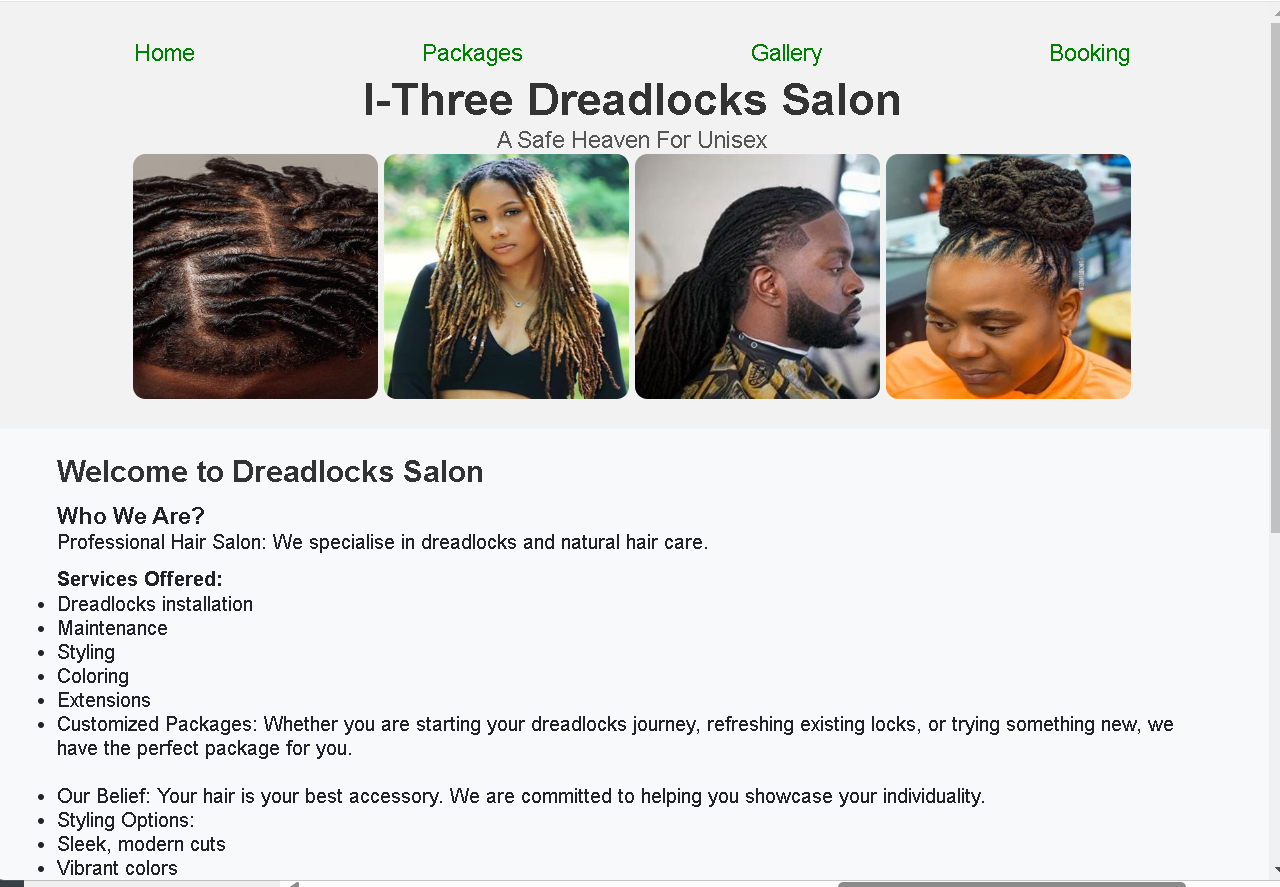 Home Packages Gallery Booking
I-Three Dreadlocks Salon
A Safe Heaven For Unisex
Welcome to Dreadlocks Salon
Who We Are?
Professional Hair Salon: We specialise in dreadlocks and natural hair care.
Services Offered:
• Dreadlocks installation
• Maintenance
• Styling
• Coloring
• Extensions
• Customized Packages: Whether you are starting your dreadlocks journey, refreshing existing locks, or trying something new, we
have the perfect package for you.
• Our Belief: Your hair is your best accessory. We are committed to helping you showcase your individuality.
• Styling Options:
• Sleek, modern cuts
• Vibrant colors